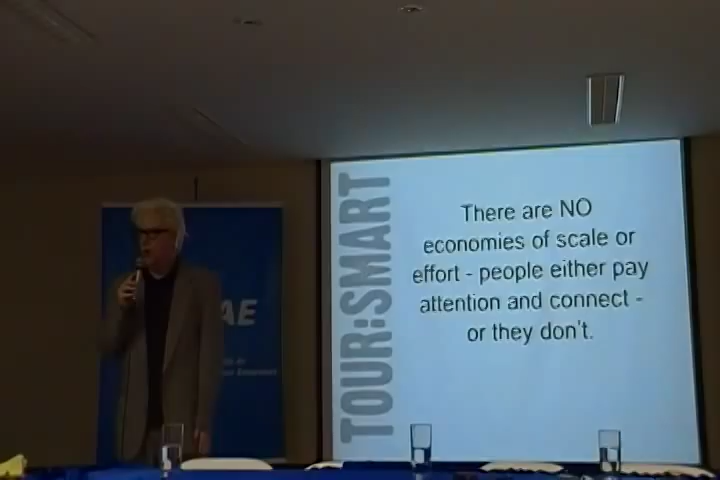 There are NO
economies of scale or
effort - people either pay
attention and connect -
or they don't.
TOUR:SMART
AE